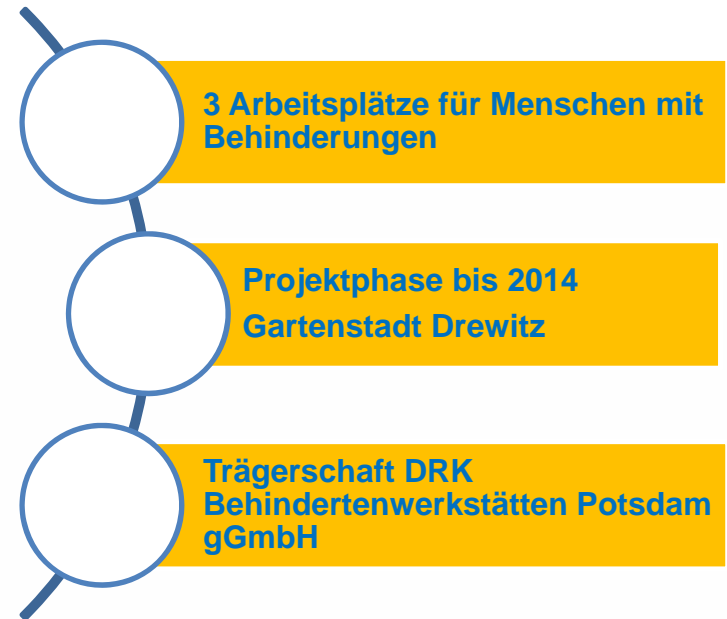 3 Arbeitsplätze für Menschen mit
Behinderungen
Projektphase bis 2014
Gartenstadt Drewitz
Trägerschaft DRK
Behindertenwerkstätten Potsdam
gGmbH